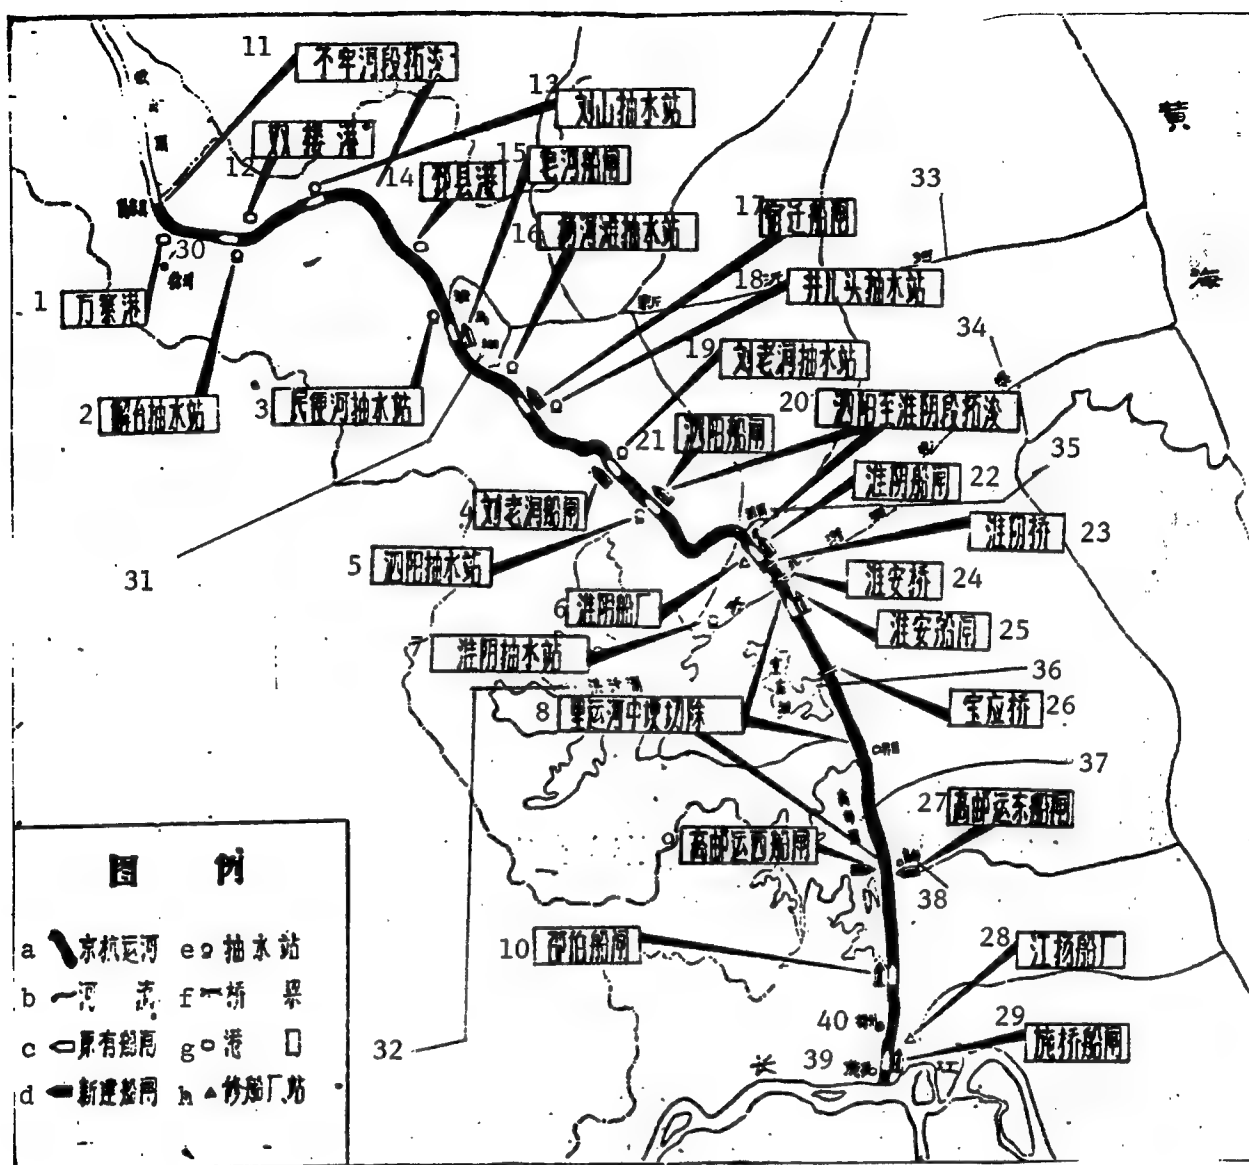 11 不牢河段拓浚
13 刘山抽水站
黄
海
12 双楼港
14 邳县港
15 皂河船闸
16
抽水站
17 宿迁船闸
18 井儿头抽水站
33
30
1 万寨港
2 解台抽水站
3 民便河抽水站
19 刘老涧抽水站
34
20 泗阳至淮阴段拓浚
21 泗阳船闸
35
22 淮阴船闸
4 刘老涧船闸
23 淮阴桥
5 泗阳抽水站
24 淮安桥
31
6 淮阴船厂
25 淮安船闸
7 淮阴抽水站
36
8 里运河中埂切除
26 宝应桥
37
27 高邮运东船闸
9 高邮运西船闸
38
10 邵伯船闸
28 江扬船厂
40
29 施桥船闸
32
39
长
江
图 例
a 京杭运河
b 河 流
c 原有船闸
d 新建船闸
e 抽水站
f 桥 梁
g 港 口
h 修船厂、站